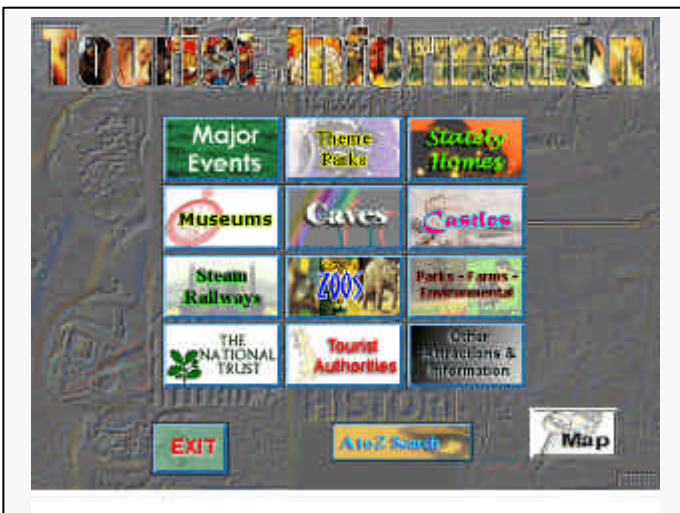 Tourist Information
Major
Events
Theme
Parks
Stately
Homes
Museums
Caves
Castles
Steam
Railways
ZOOS
Parks - Farms -
Environmental
THE
NATIONAL
TRUST
Tourist
Authorities
Other
Attractions &
Information
HISTORY
EXIT
A to Z Search
Map